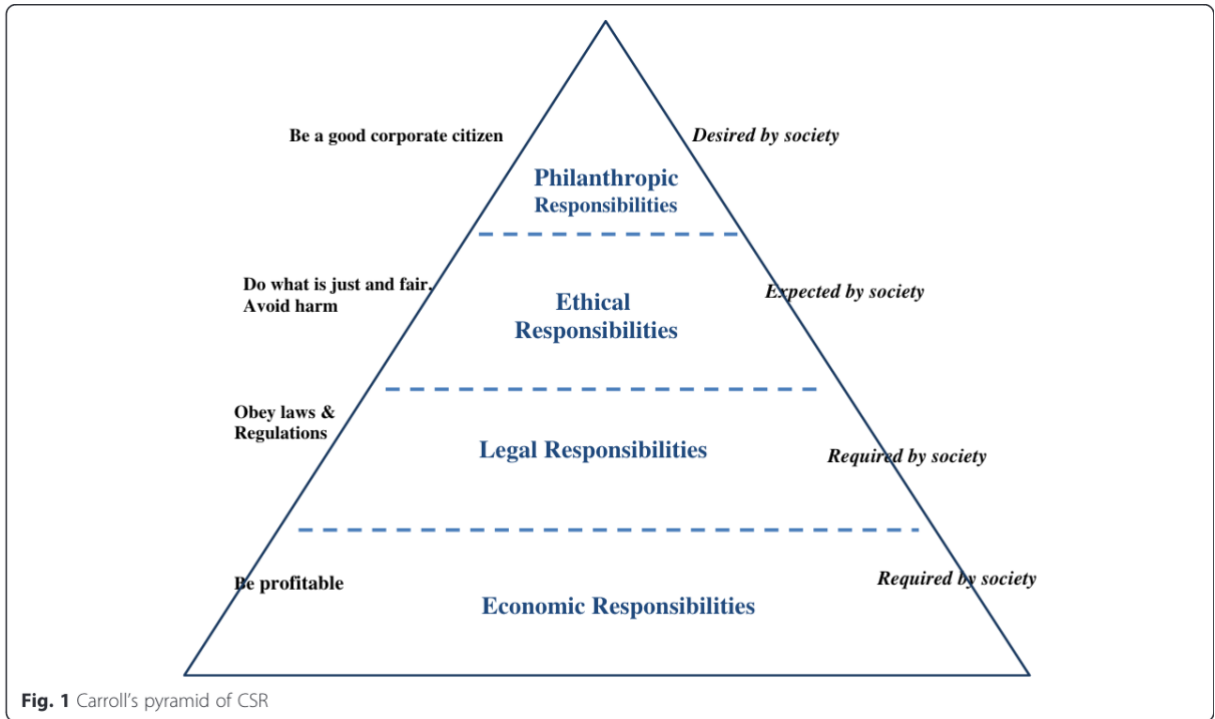 Be a good corporate citizen
Desired by society
Philanthropic
Responsibilities
Do what is just and fair,
Avoid harm
Expected by society
Ethical
Responsibilities
Obey laws &
Regulations
Legal Responsibilities
Required by society
Be profitable
Required by society
Economic Responsibilities
Fig. 1 Carroll's pyramid of CSR